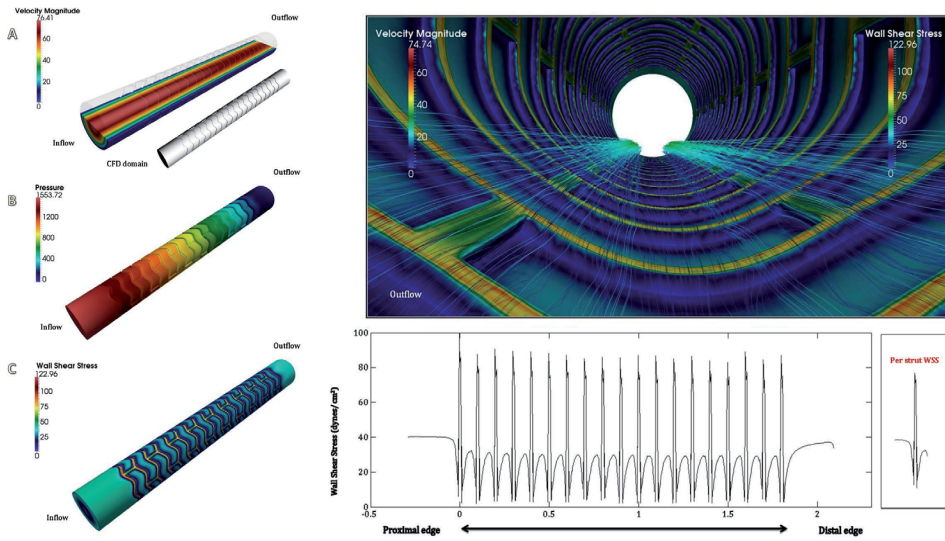 Velocity Magnitude
76.41
60
40
20
0
A
Outflow
Inflow
CFD domain
Outflow
Pressure
1553.72
B
1200
800
400
0
Inflow
Outflow
C
Wall Shear Stress
122.96
100
75
50
25
0
Inflow
Velocity Magnitude
74.74
60
40
20
0
Wall Shear Stress
122.96
100
75
50
25
0
Outflow
Wall Shear Stress (dynes/cm²)
100
80
60
40
20
0
-0.5
0
0.5
1
1.5
2
Proximal edge
Distal edge
Per strut WSS